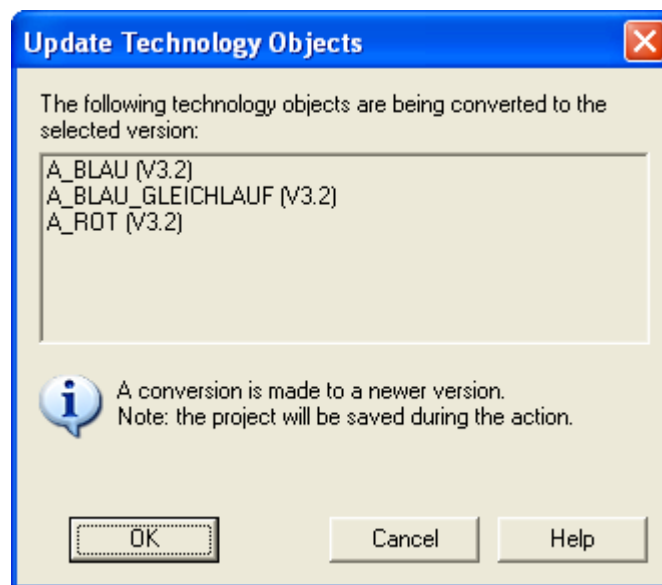 Update Technology Objects
The following technology objects are being converted to the
selected version:
A_BLAU (V3.2)
A_BLAU_GLEICHLAUF (V3.2)
A_ROT (V3.2)
A conversion is made to a newer version.
Note: the project will be saved during the action.
OK
Cancel
Help